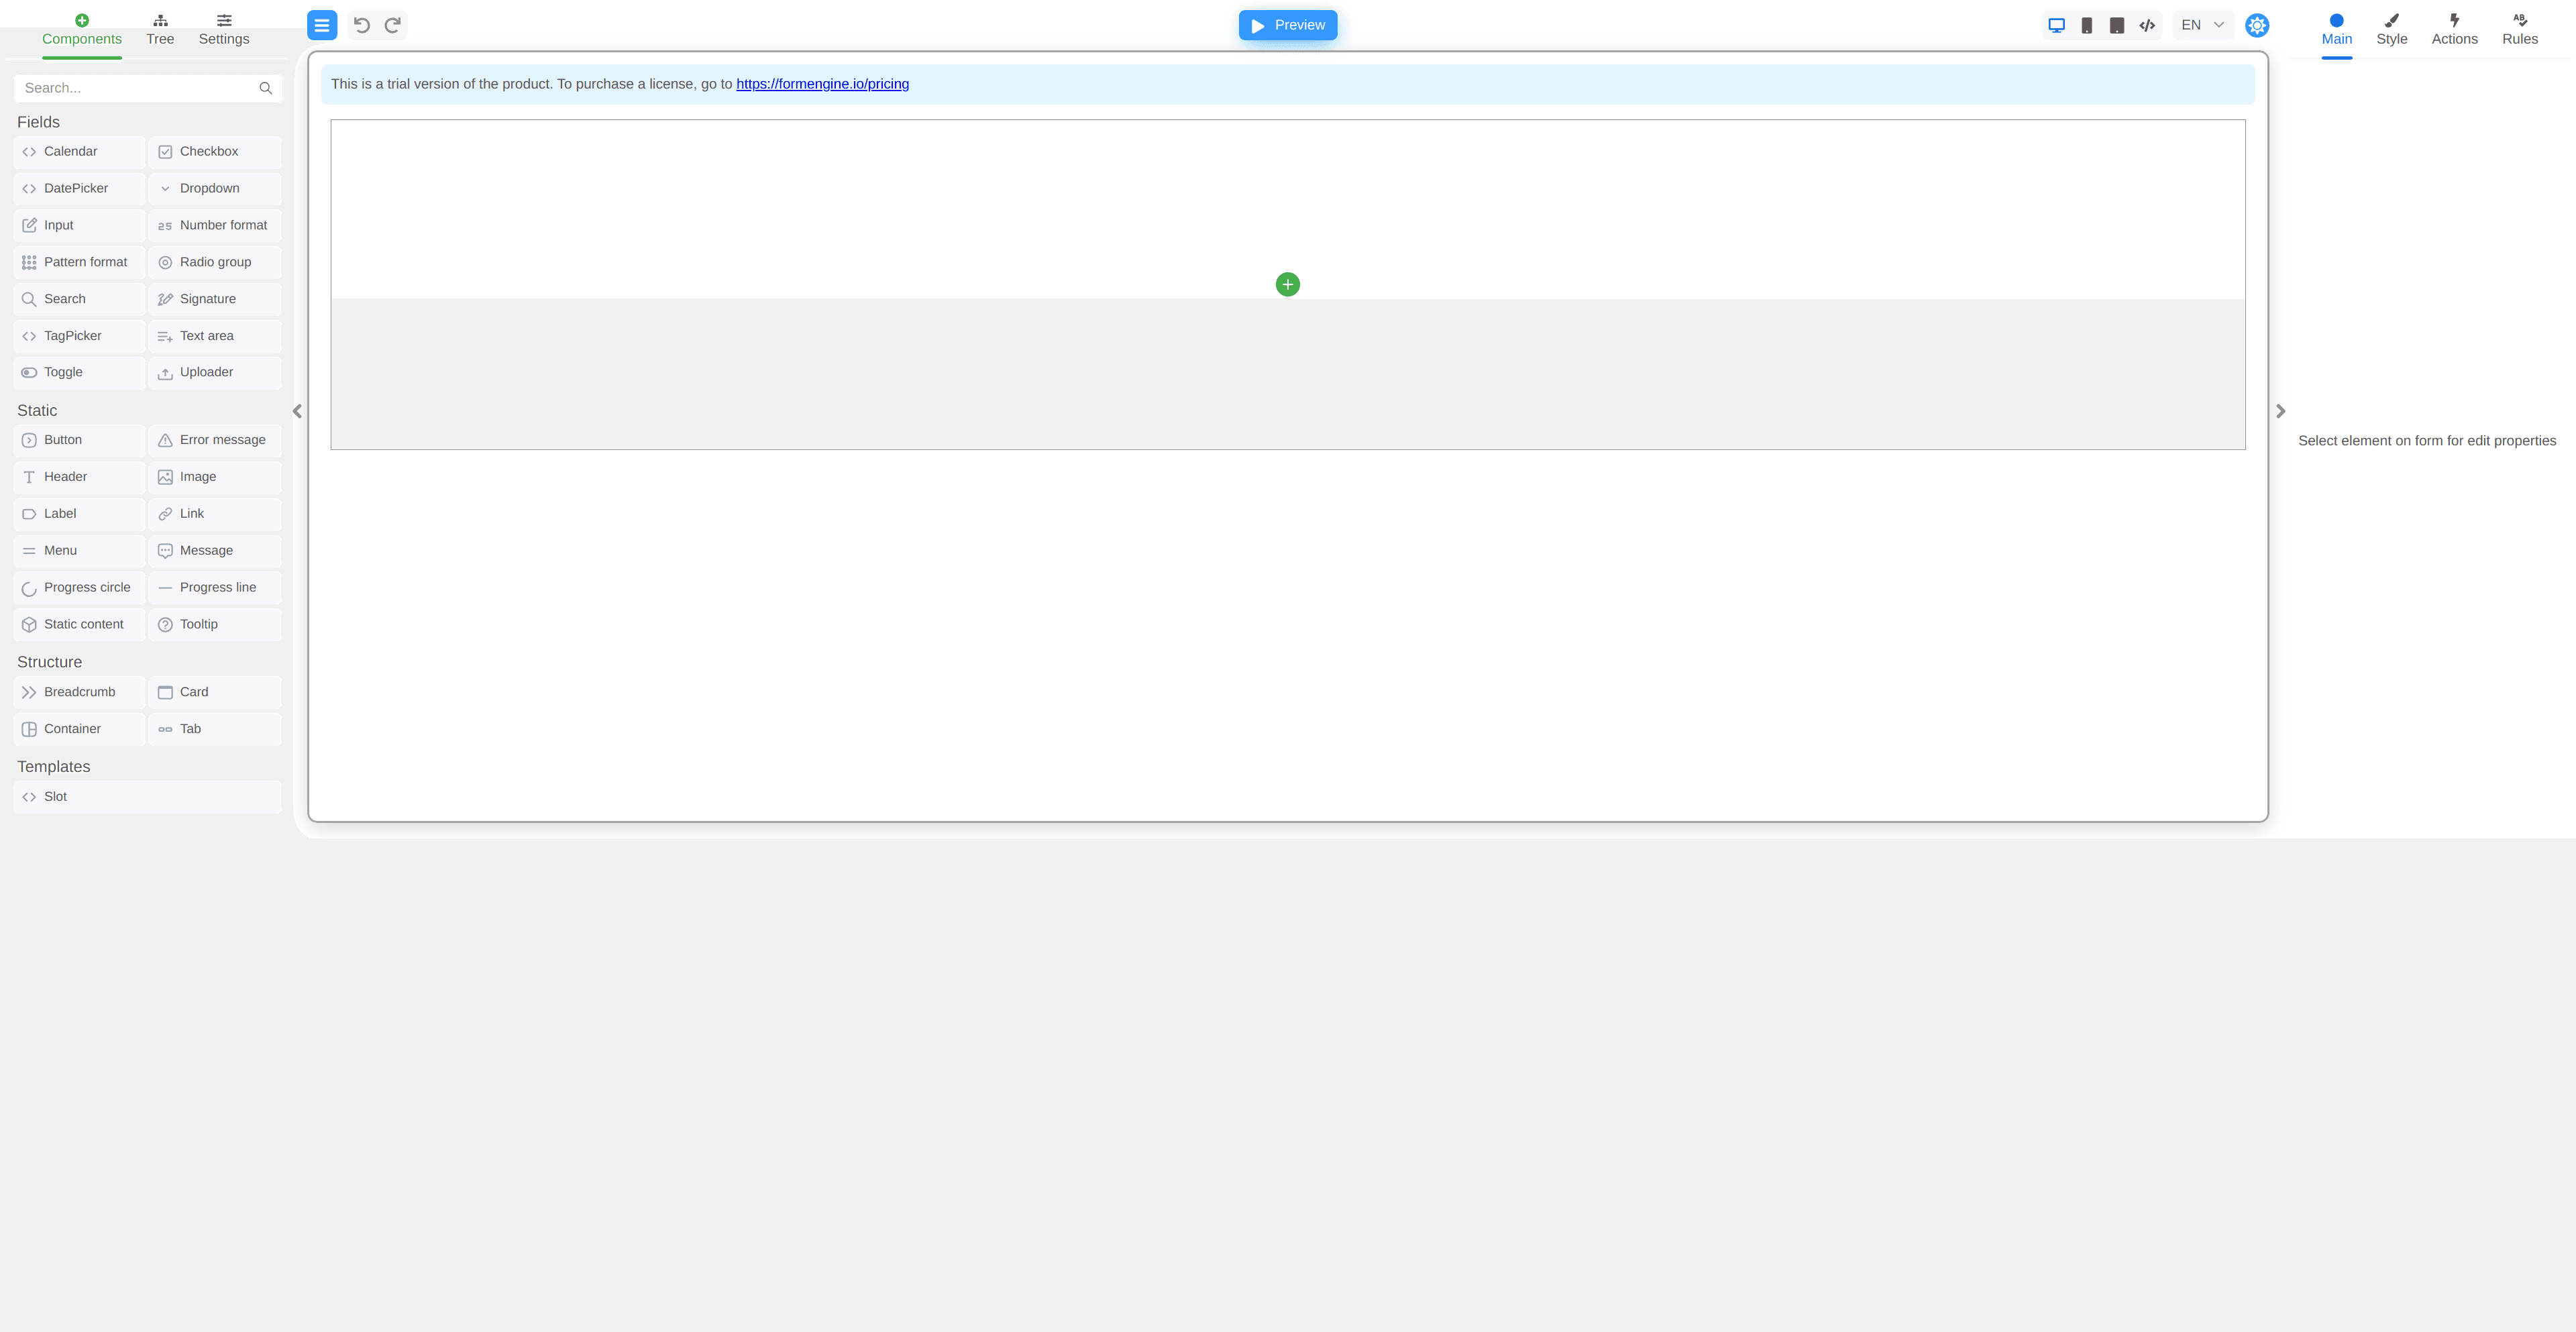 Components Tree Settings
Preview
EN
Main Style Actions Rules
AB
This is a trial version of the product. To purchase a license, go to https://formengine.io/pricing
Search...
Fields
Calendar Checkbox
DatePicker Dropdown
Input 25 Number format
Pattern format Radio group
Search Signature
TagPicker Text area
Toggle Uploader
Static
Button Error message
Header Image
Label Link
Menu Message
Progress circle Progress line
Static content Tooltip
Structure
Breadcrumb Card
Container Tab
Templates
Slot
Select element on form for edit properties